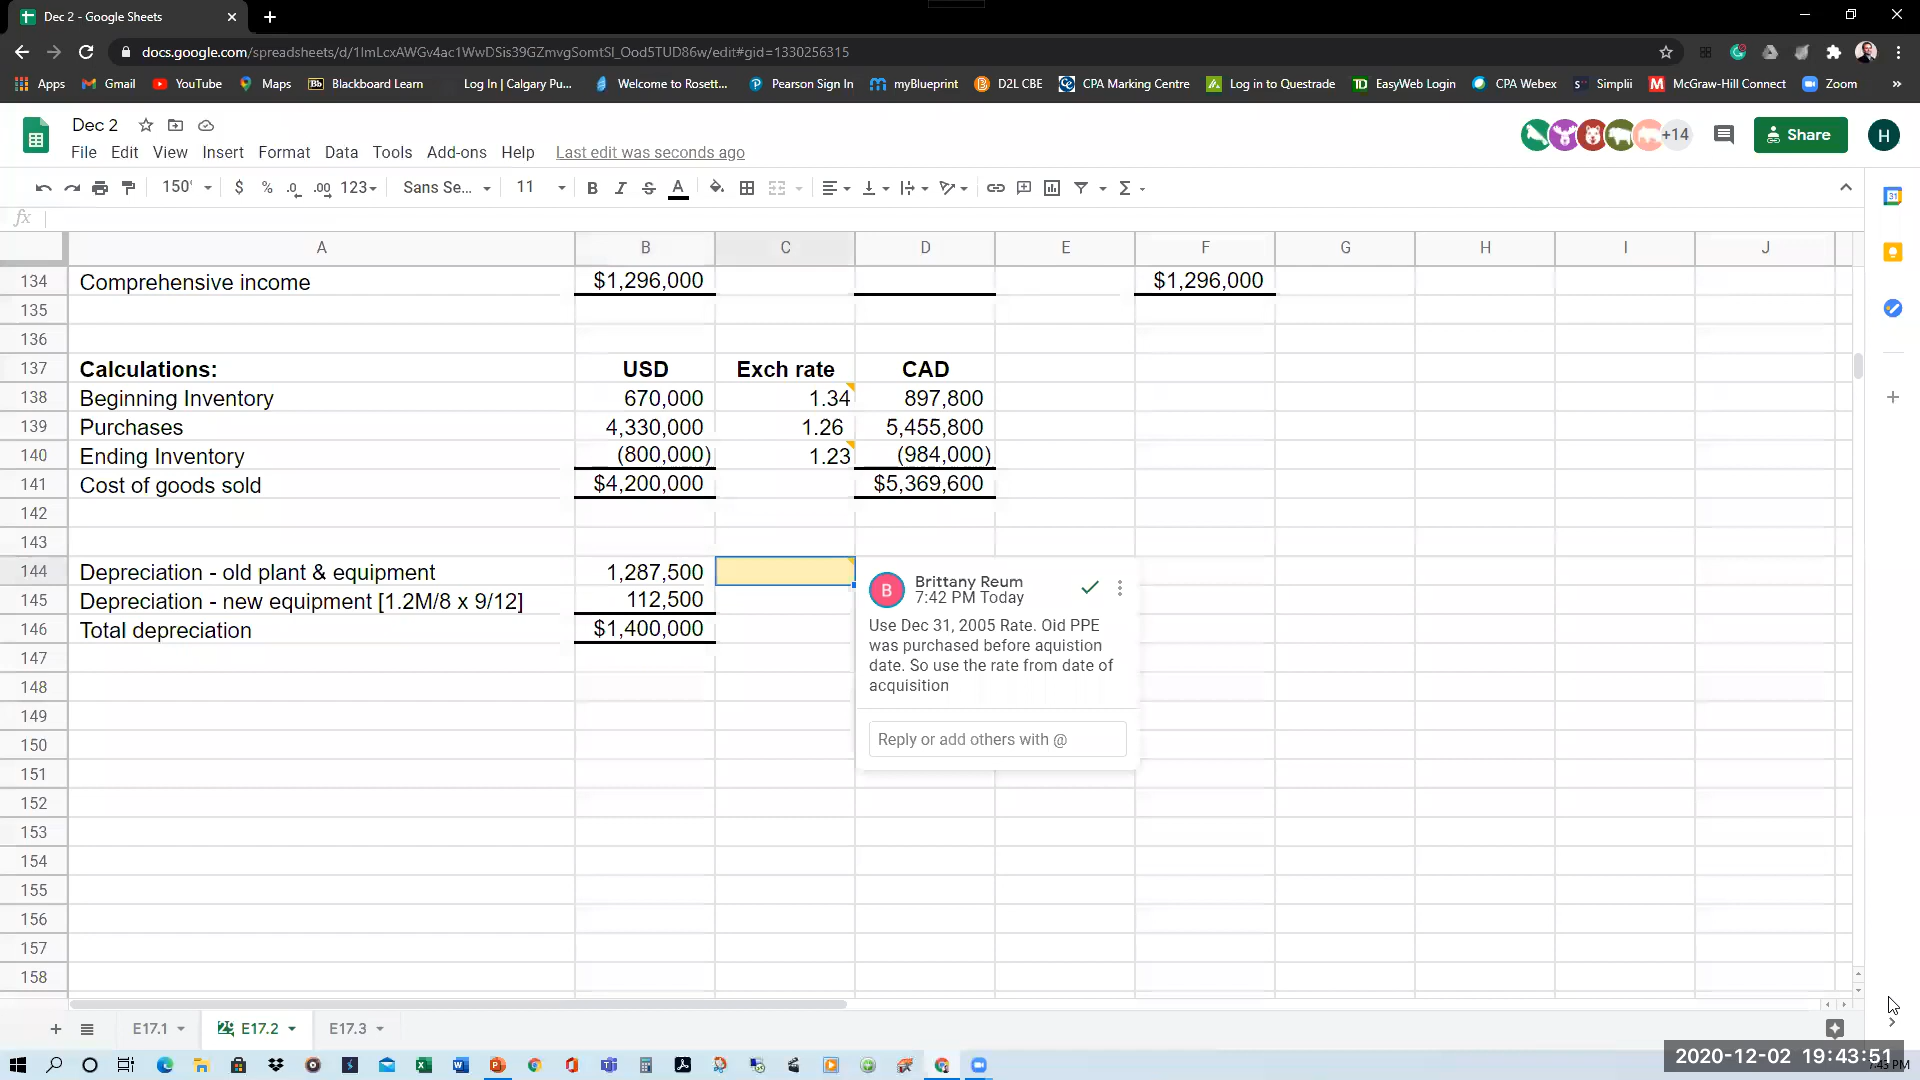 Dec 2 - Google Sheets
docs.google.com/spreadsheets/d/1ImLcxAWGv4ac1WwDSis39GZmvgSomtSI_Ood5TUD86w/edit#gid=1330256315
Apps Gmail YouTube Maps Bb Blackboard Learn Log In | Calgary Pu... Welcome to Rosett... Pearson Sign In myBlueprint D2L CBE CPA Marking Centre Log in to Questrade TD EasyWeb Login CPA Webex Simplii M McGraw-Hill Connect Zoom »
Dec 2
+14 Share H
File Edit View Insert Format Data Tools Add-ons Help Last edit was seconds ago
150% $ % .0 .00 123 Sans Se... 11 B I S A Σ
fx
A B C D E F G H I J
134 Comprehensive income $1,296,000 $1,296,000
135
136
137 Calculations: USD Exch rate CAD
138 Beginning Inventory 670,000 1.34 897,800
139 Purchases 4,330,000 1.26 5,455,800
140 Ending Inventory (800,000) 1.23 (984,000)
141 Cost of goods sold $4,200,000 $5,369,600
142
143
144 Depreciation - old plant & equipment 1,287,500
145 Depreciation - new equipment [1.2M/8 x 9/12] 112,500
146 Total depreciation $1,400,000
147
148
149
150
151
152
153
154
155
156
157
158
B Brittany Reum
7:42 PM Today
Use Dec 31, 2005 Rate. Oid PPE
was purchased before aquistion
date. So use the rate from date of
acquisition
Reply or add others with @
E17.1 E17.2 E17.3
2020-12-02 19:43:51
7:43 PM